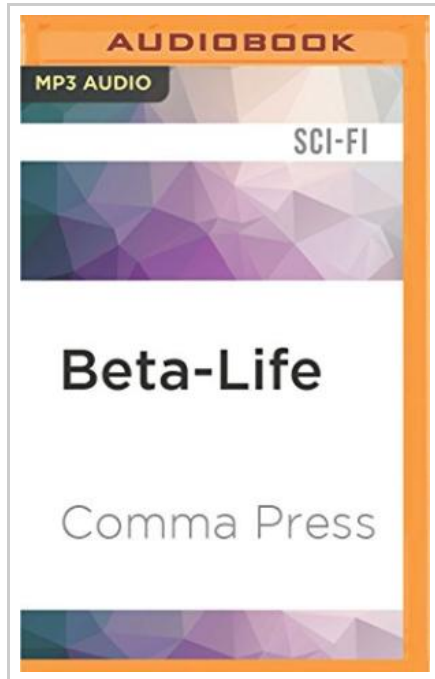 AUDIOBOOK
MP3 AUDIO
SCI-FI
Beta-Life
Comma Press